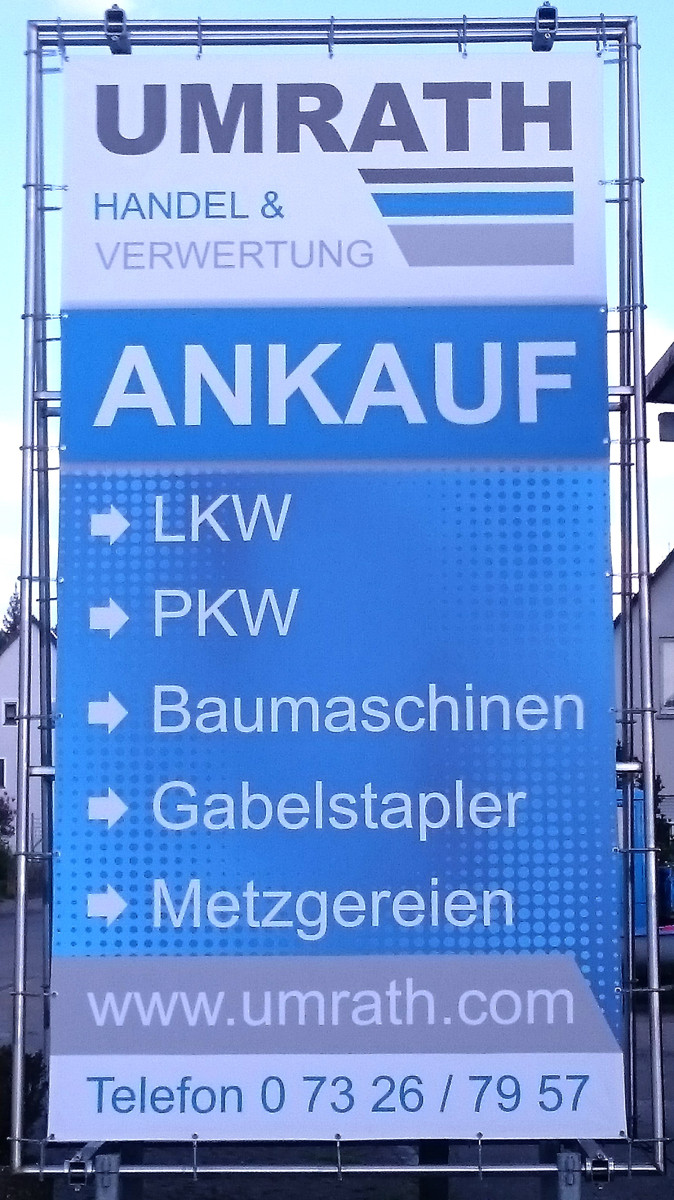 UMRATH
HANDEL &
VERWERTUNG
ANKAUF
LKW
PKW
Baumaschinen
Gabelstapler
Metzgereien
www.umrath.com
Telefon 0 73 26 / 79 57